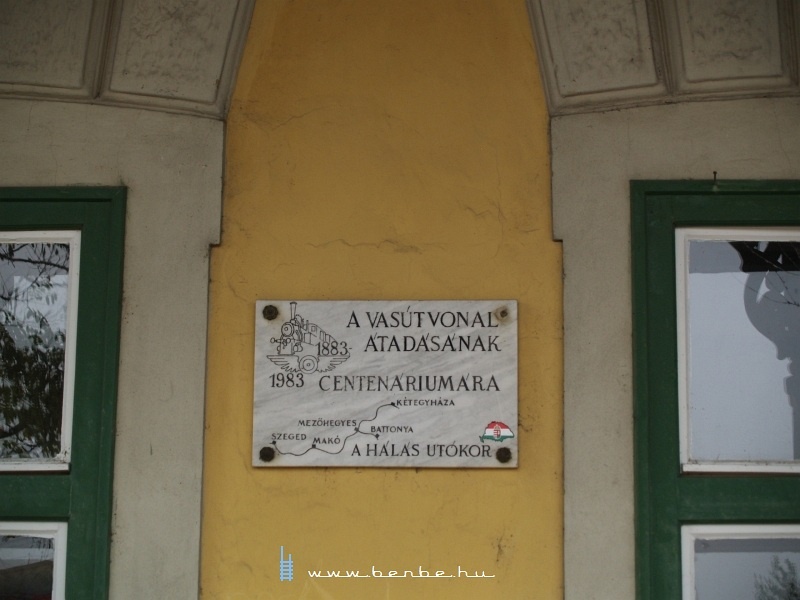 A VASÚTVONAL
1883
ÁTADÁSÁNAK
1983
CENTENÁRIUMÁRA
KÉTEGYHÁZA
MEZŐHEGYES
BATTONYA
SZEGED
MAKÓ
A HÁLÁS UTÓKOR
www.benbe.hu